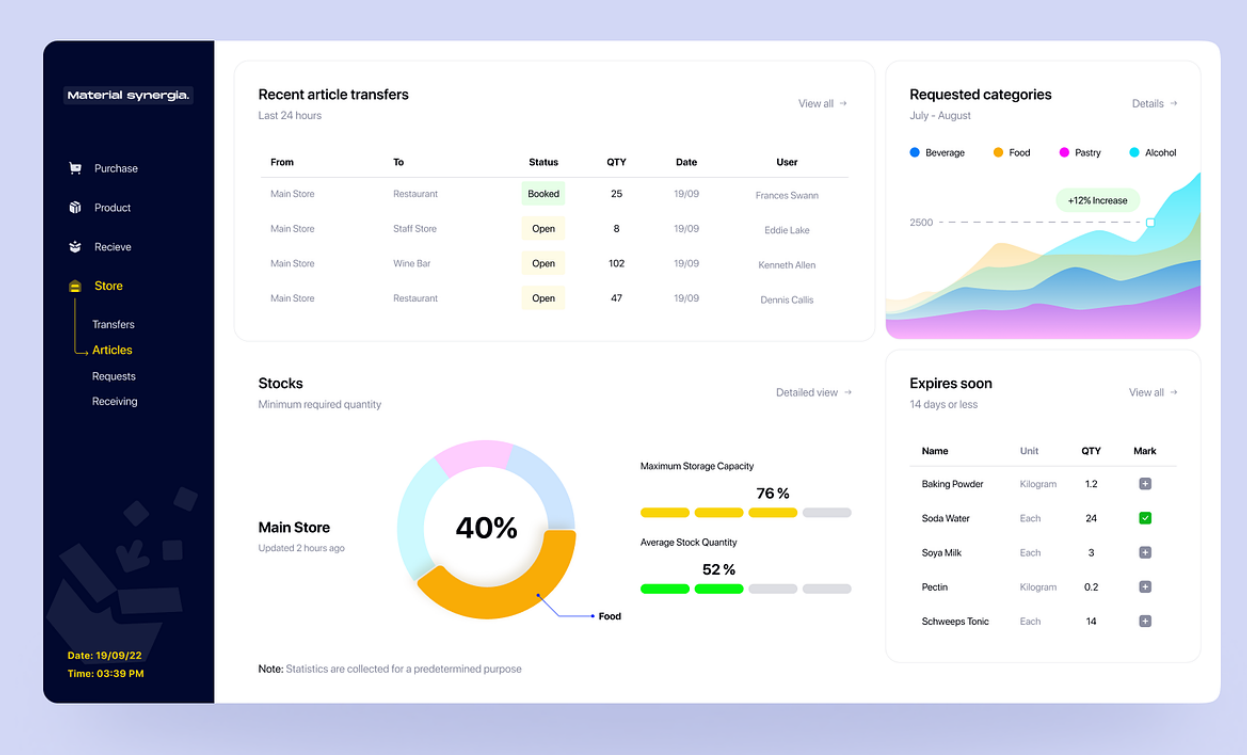 Material synergia.
Purchase
Product
Recieve
Store
Transfers
Articles
Requests
Receiving
Date: 19/09/22
Time: 03:39 PM
Recent article transfers
Last 24 hours
View all →
From To Status QTY Date User
Main Store Restaurant Booked 25 19/09 Frances Swann
Main Store Staff Store Open 8 19/09 Eddie Lake
Main Store Wine Bar Open 102 19/09 Kenneth Allen
Main Store Restaurant Open 47 19/09 Dennis Callis
Requested categories
July - August
Details →
Beverage Food Pastry Alcohol
+12% Increase
2500
Stocks
Minimum required quantity
Detailed view →
Main Store
Updated 2 hours ago
40%
Food
Maximum Storage Capacity
76 %
Average Stock Quantity
52 %
Note: Statistics are collected for a predetermined purpose
Expires soon
14 days or less
View all →
Name Unit QTY Mark
Baking Powder Kilogram 1.2
Soda Water Each 24
Soya Milk Each 3
Pectin Kilogram 0.2
Schweeps Tonic Each 14